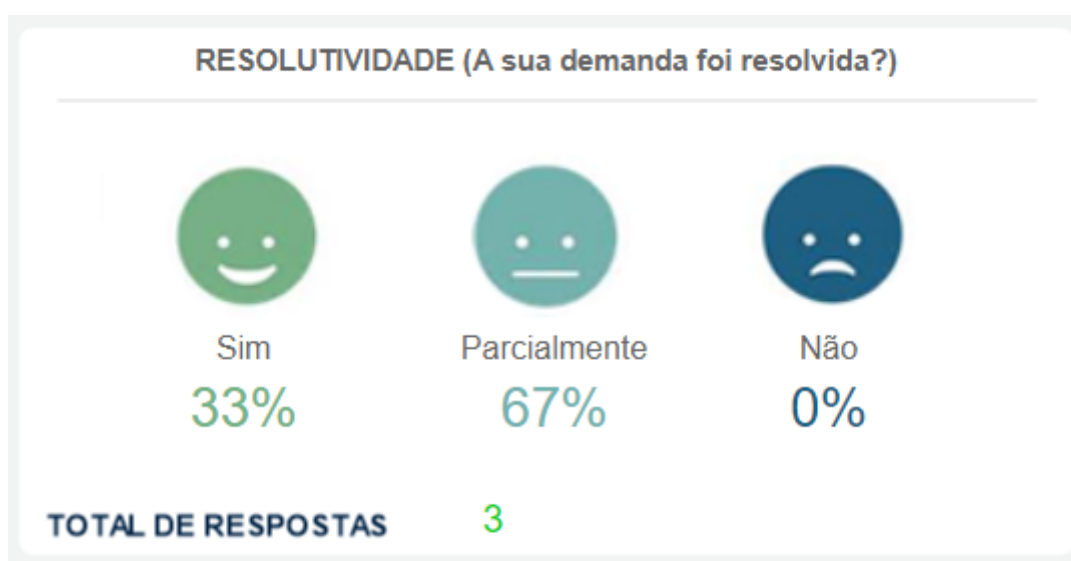 RESOLUTIVIDADE (A sua demanda foi resolvida?)
Sim Parcialmente Não
33% 67% 0%
TOTAL DE RESPOSTAS 3